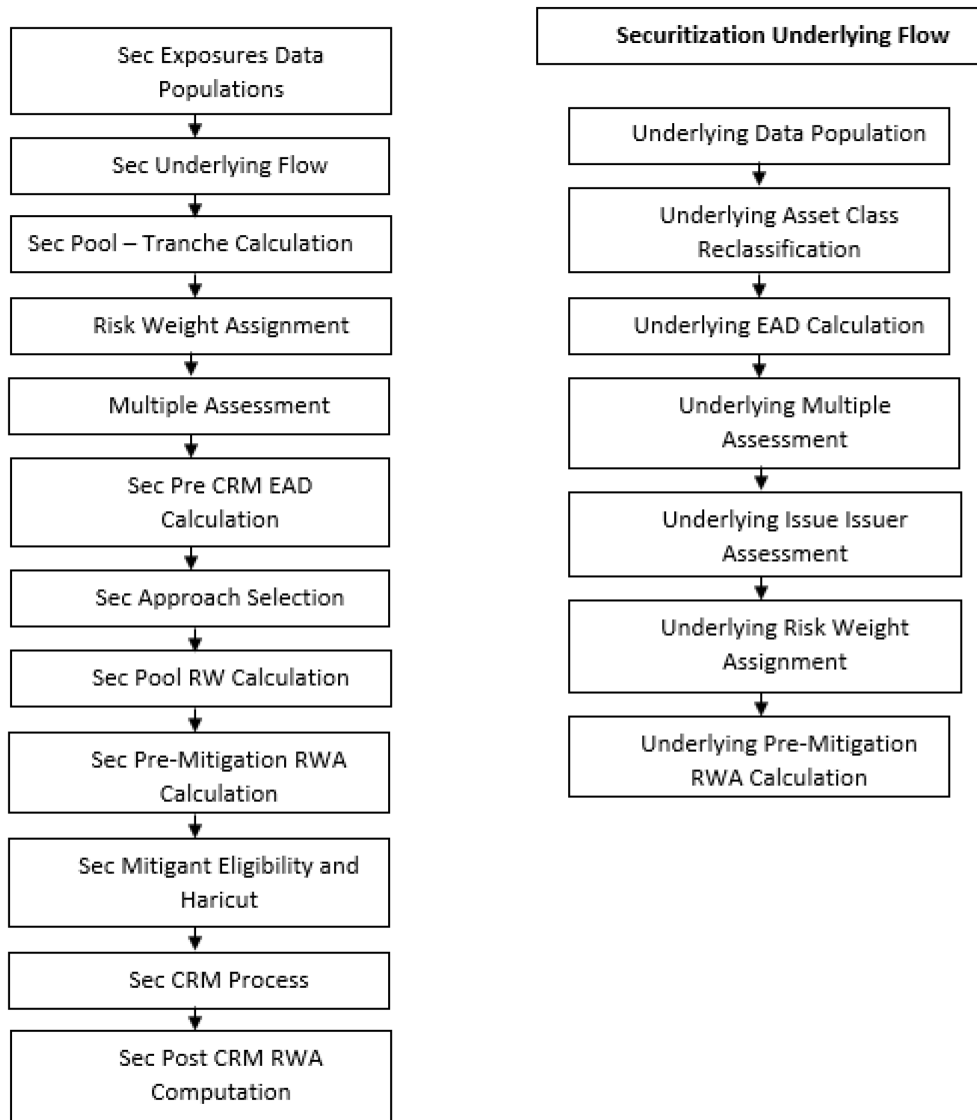 Sec Exposures Data
Populations
Sec Underlying Flow
Sec Pool – Tranche Calculation
Risk Weight Assignment
Multiple Assessment
Sec Pre CRM EAD
Calculation
Sec Approach Selection
Sec Pool RW Calculation
Sec Pre-Mitigation RWA
Calculation
Sec Mitigant Eligibility and
Haricut
Sec CRM Process
Sec Post CRM RWA
Computation
Securitization Underlying Flow
Underlying Data Population
Underlying Asset Class
Reclassification
Underlying EAD Calculation
Underlying Multiple
Assessment
Underlying Issue Issuer
Assessment
Underlying Risk Weight
Assignment
Underlying Pre-Mitigation
RWA Calculation